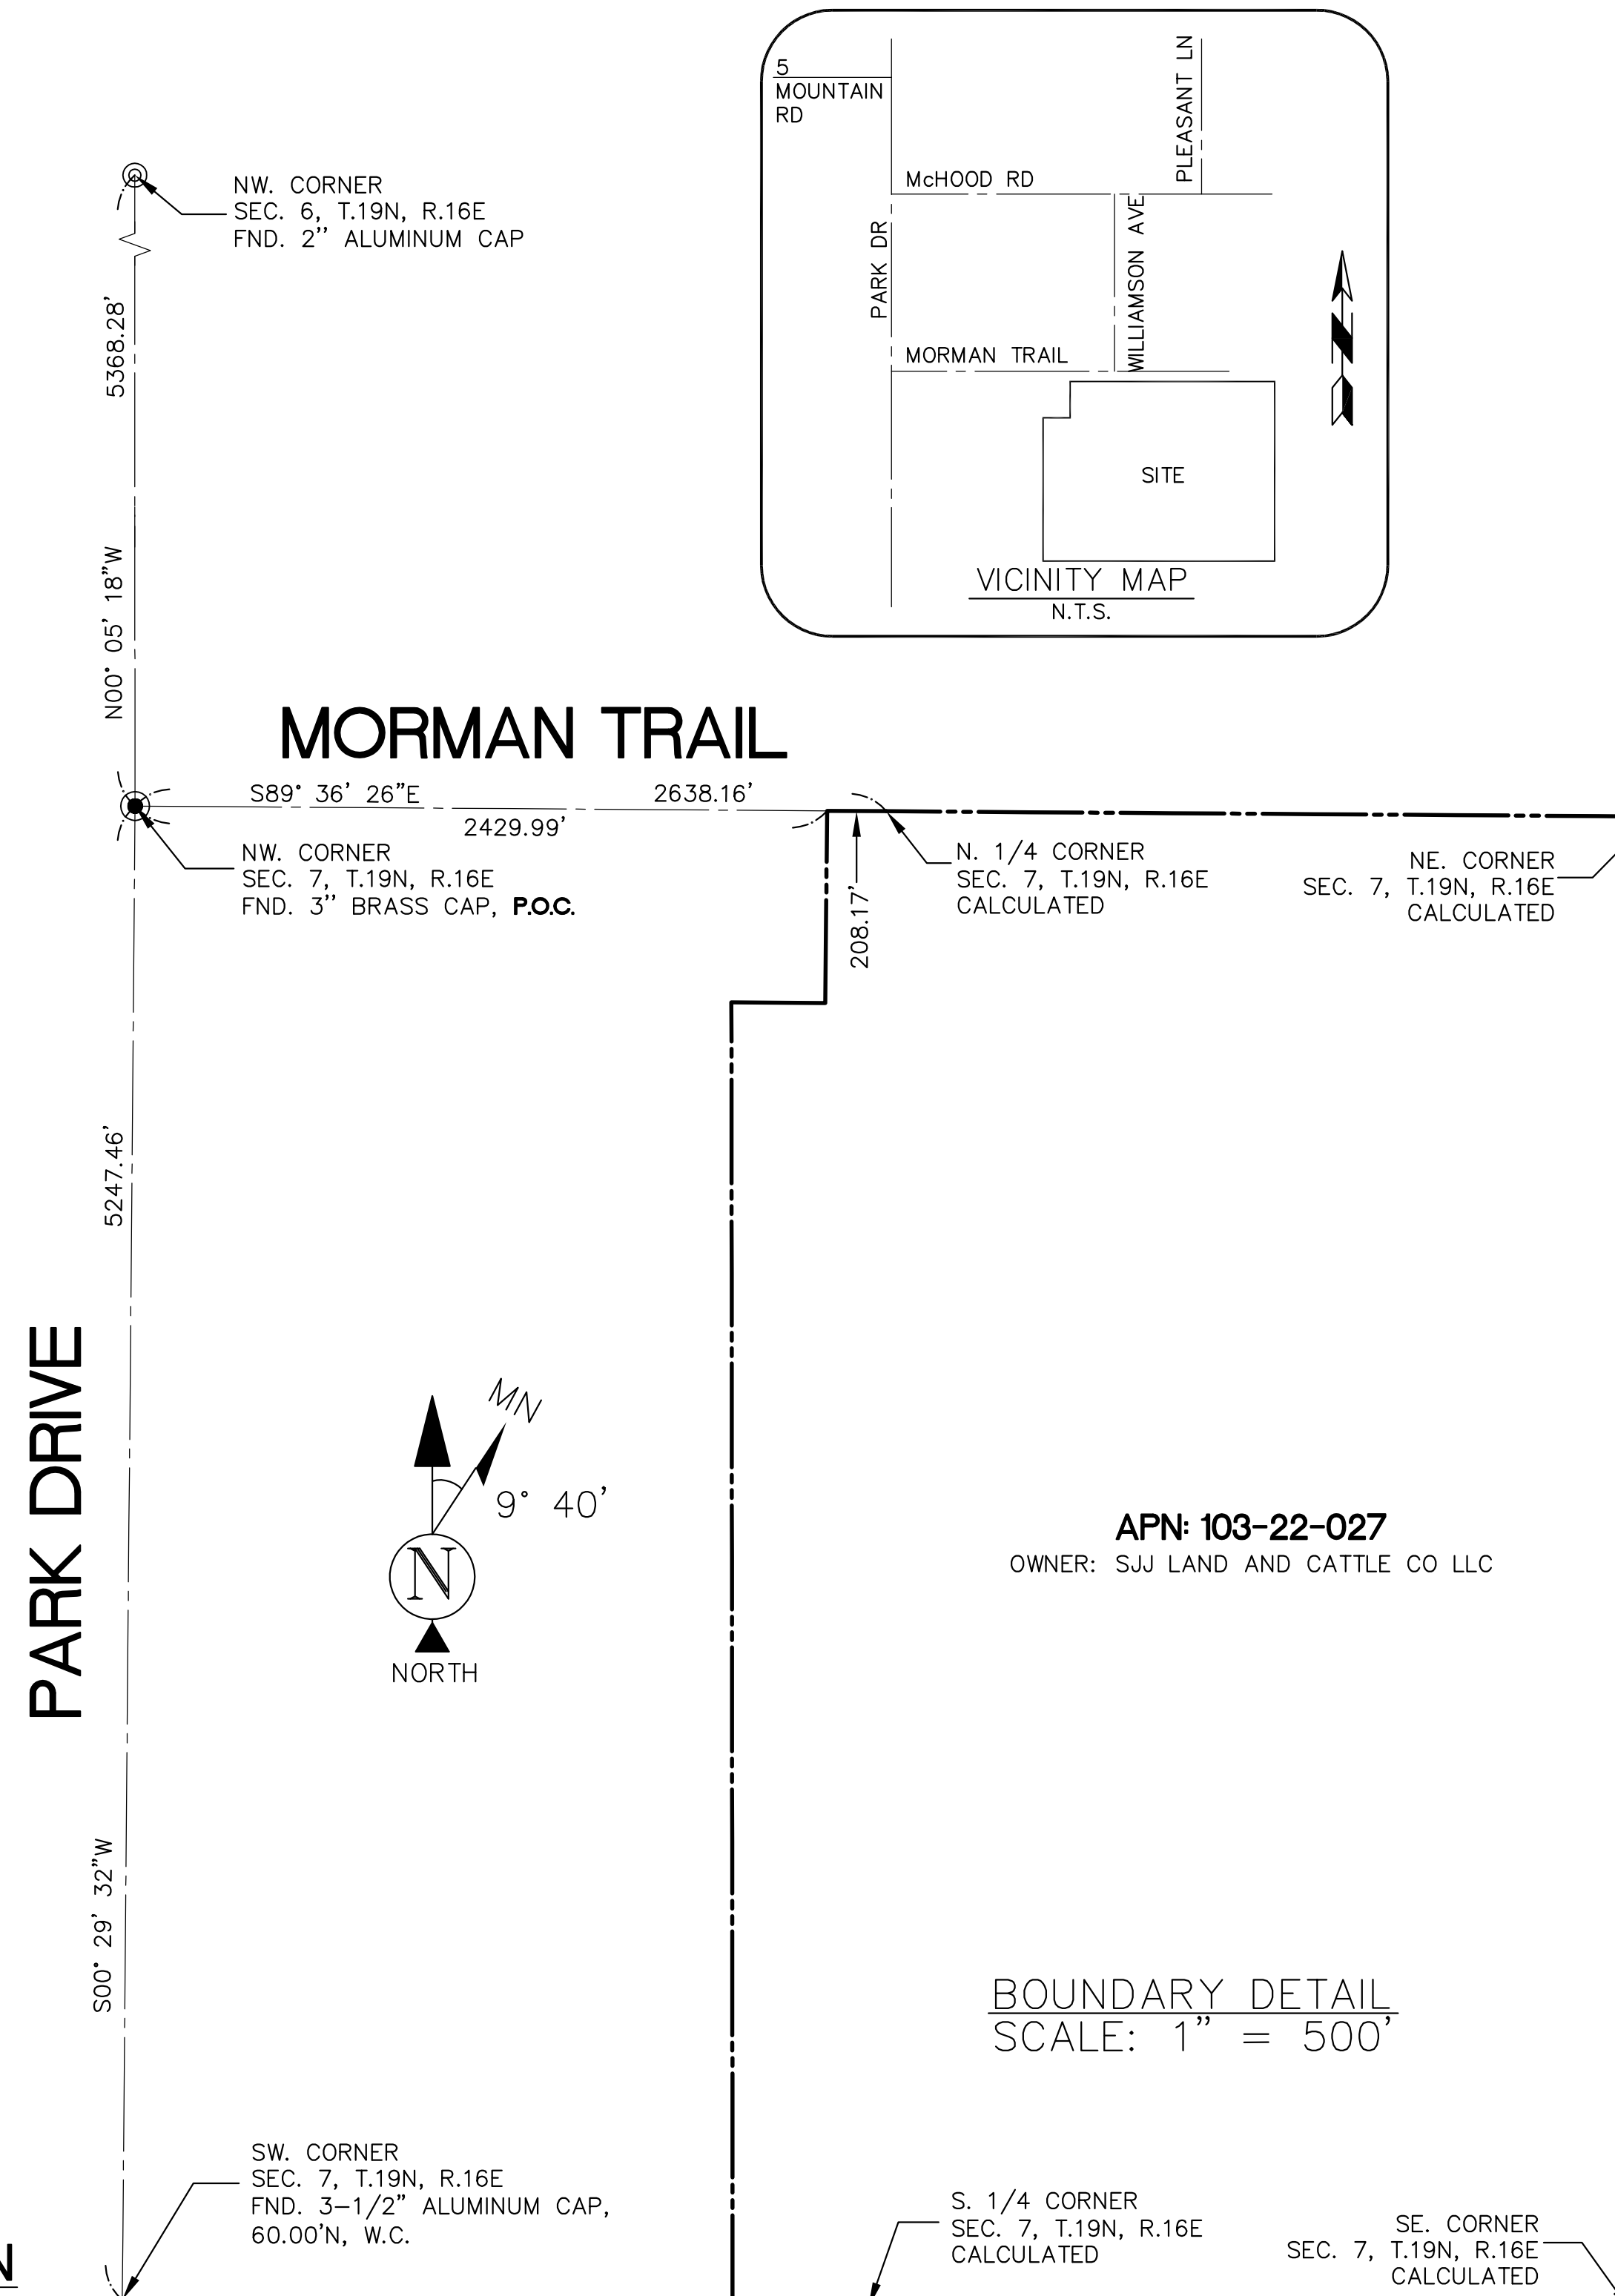 5
MOUNTAIN
RD
PLEASANT LN
McHOOD RD
PARK DR
WILLIAMSON AVE
MORMAN TRAIL
N
SITE
VICINITY MAP
N.T.S.
NW. CORNER
SEC. 6, T.19N, R.16E
FND. 2'' ALUMINUM CAP
5368.28'
N00° 05' 18"W
MORMAN TRAIL
S89° 36' 26"E
2638.16'
2429.99'
NW. CORNER
SEC. 7, T.19N, R.16E
FND. 3'' BRASS CAP, P.O.C.
208.17'
N. 1/4 CORNER
SEC. 7, T.19N, R.16E
CALCULATED
NE. CORNER
SEC. 7, T.19N, R.16E
CALCULATED
5247.46'
PARK DRIVE
MN
9° 40'
N
NORTH
APN: 103-22-027
OWNER: SJJ LAND AND CATTLE CO LLC
S00° 29' 32"W
BOUNDARY DETAIL
SCALE: 1" = 500'
SW. CORNER
SEC. 7, T.19N, R.16E
FND. 3-1/2" ALUMINUM CAP,
60.00'N, W.C.
S. 1/4 CORNER
SEC. 7, T.19N, R.16E
CALCULATED
SE. CORNER
SEC. 7, T.19N, R.16E
CALCULATED